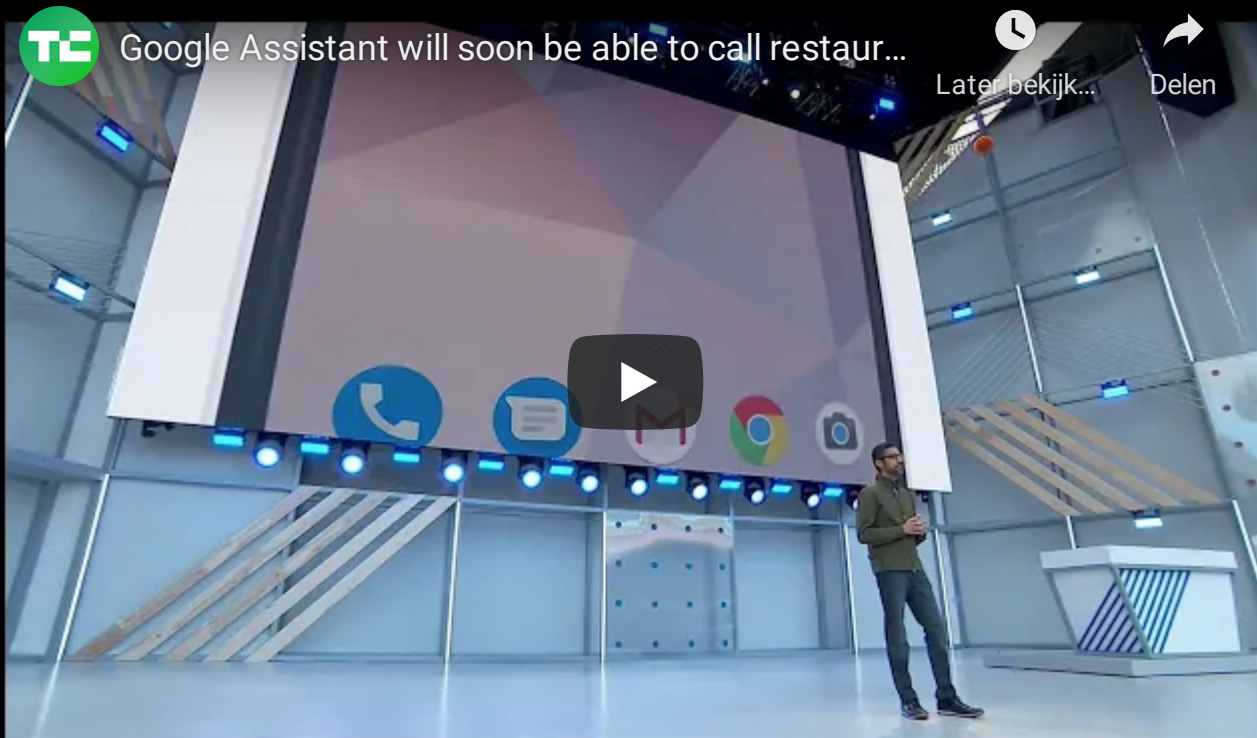 TC
Google Assistant will soon be able to call restaur...
Later bekijk...
Delen